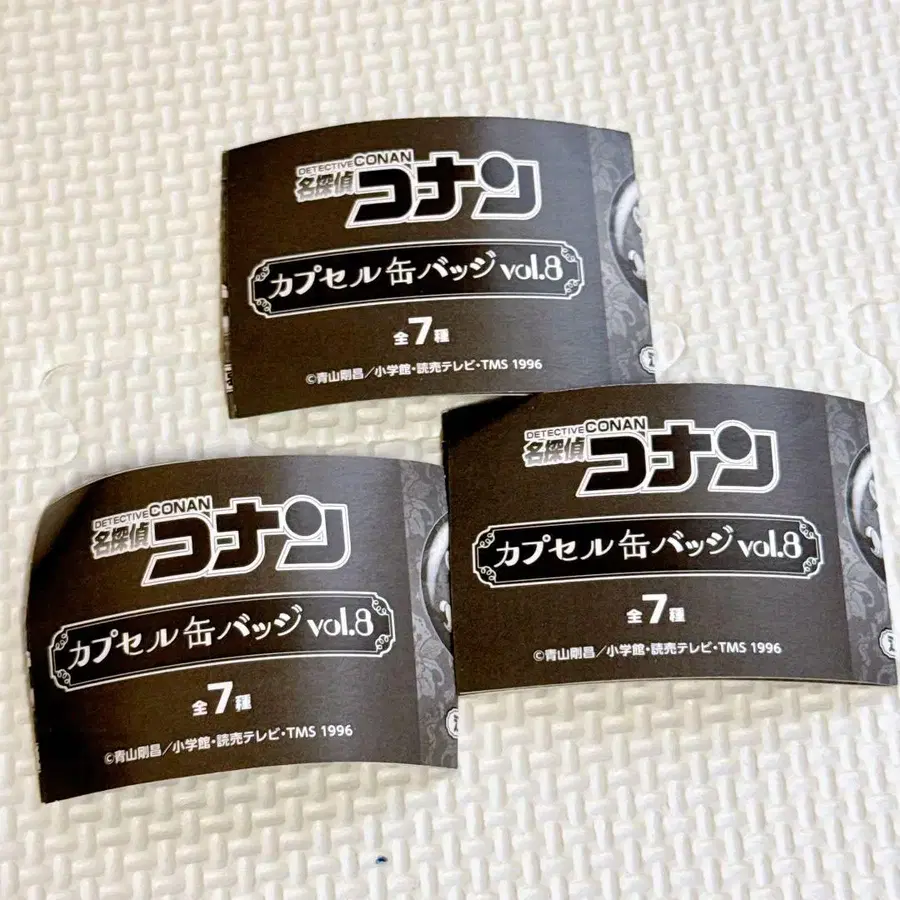 DETECTIVE CONAN
名探偵
コナン
カプセル缶バッジ vol.8
全7種
©青山剛昌／小学館・読売テレビ・TMS 1996
DETECTIVE CONAN
名探偵
コナン
カプセル缶バッジ vol.8
全7種
©青山剛昌／小学館・読売テレビ・TMS 1996
DETECTIVE CONAN
名探偵
コナン
カプセル缶バッジ vol.8
全7種
©青山剛昌／小学館・読売テレビ・TMS 1996